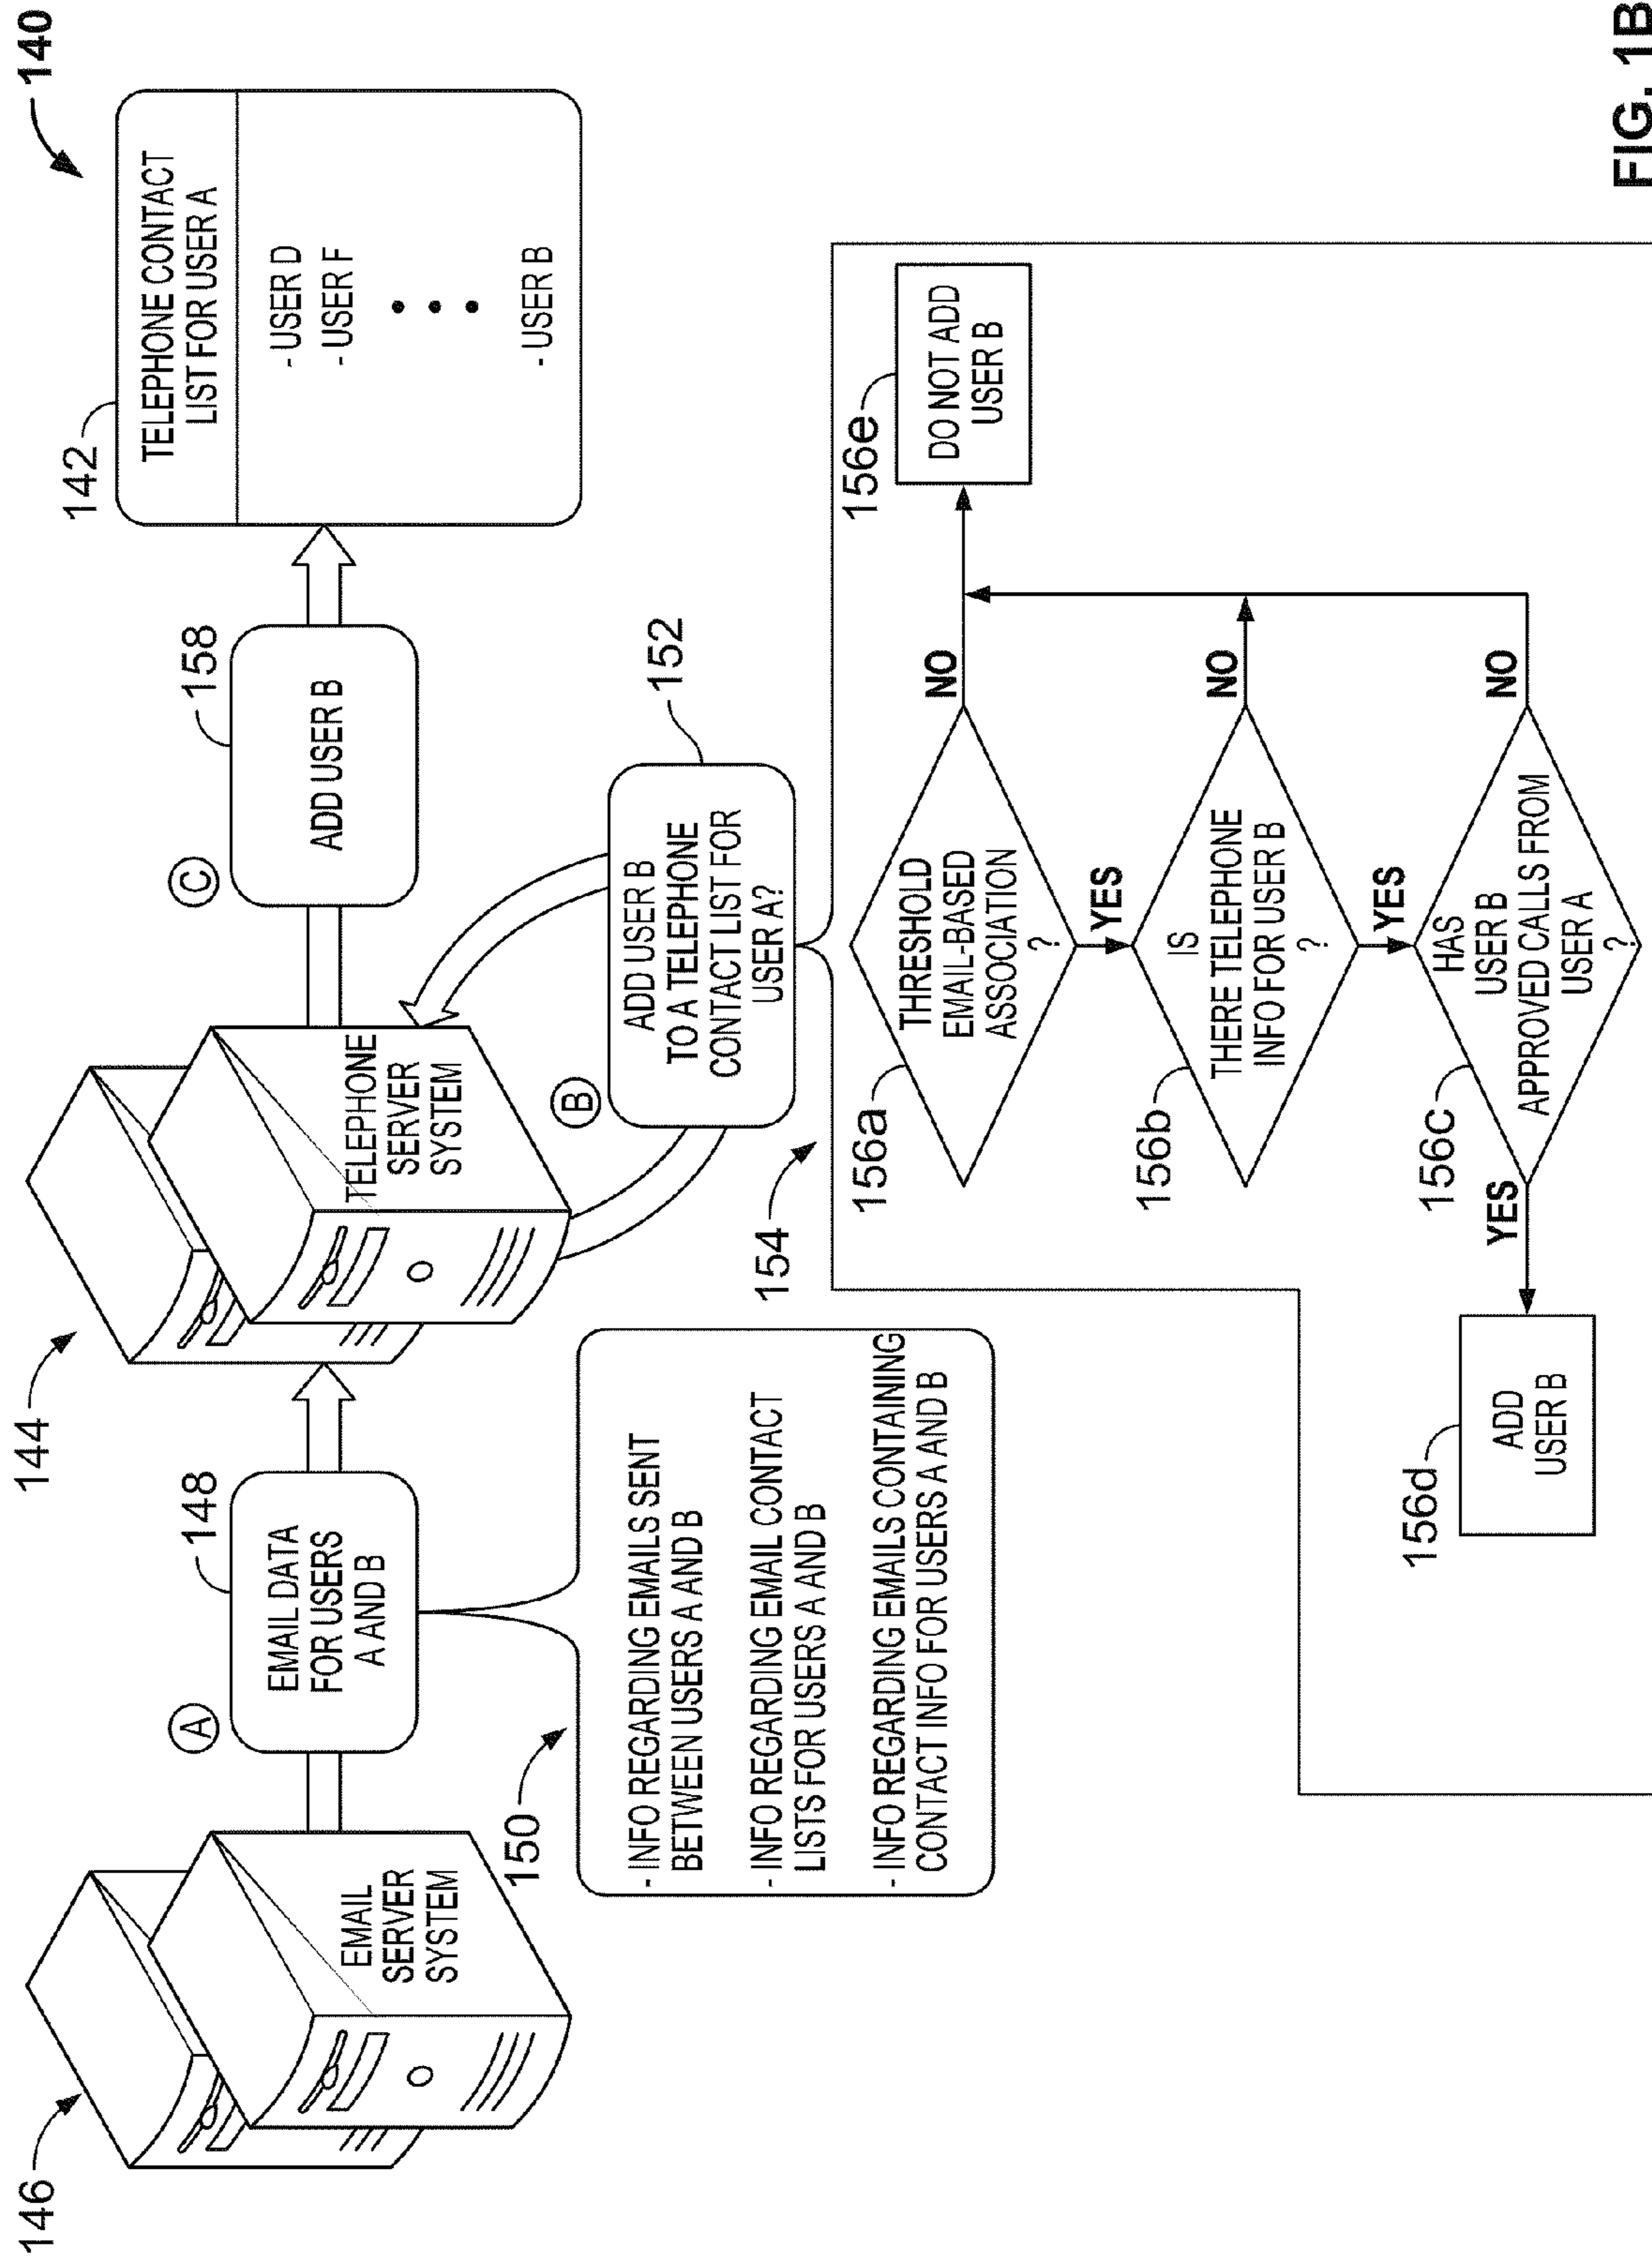 140
146
EMAIL
SERVER
SYSTEM
A
148
EMAIL DATA
FOR USERS
A AND B
150
- INFO REGARDING EMAILS SENT
BETWEEN USERS A AND B
- INFO REGARDING EMAIL CONTACT
LISTS FOR USERS A AND B
- INFO REGARDING EMAILS CONTAINING
CONTACT INFO FOR USERS A AND B
144
TELEPHONE
SERVER
SYSTEM
B
152
ADD USER B
TO A TELEPHONE
CONTACT LIST FOR
USER A?
C
158
ADD USER B
142
TELEPHONE CONTACT
LIST FOR USER A
- USER D
- USER F
- USER B
154
156a
THRESHOLD
EMAIL-BASED
ASSOCIATION
?
NO
156e
DO NOT ADD
USER B
YES
156b
IS
THERE TELEPHONE
INFO FOR USER B
?
NO
YES
156c
HAS
USER B
APPROVED CALLS FROM
USER A
?
NO
YES
156d
ADD
USER B
FIG. 1B